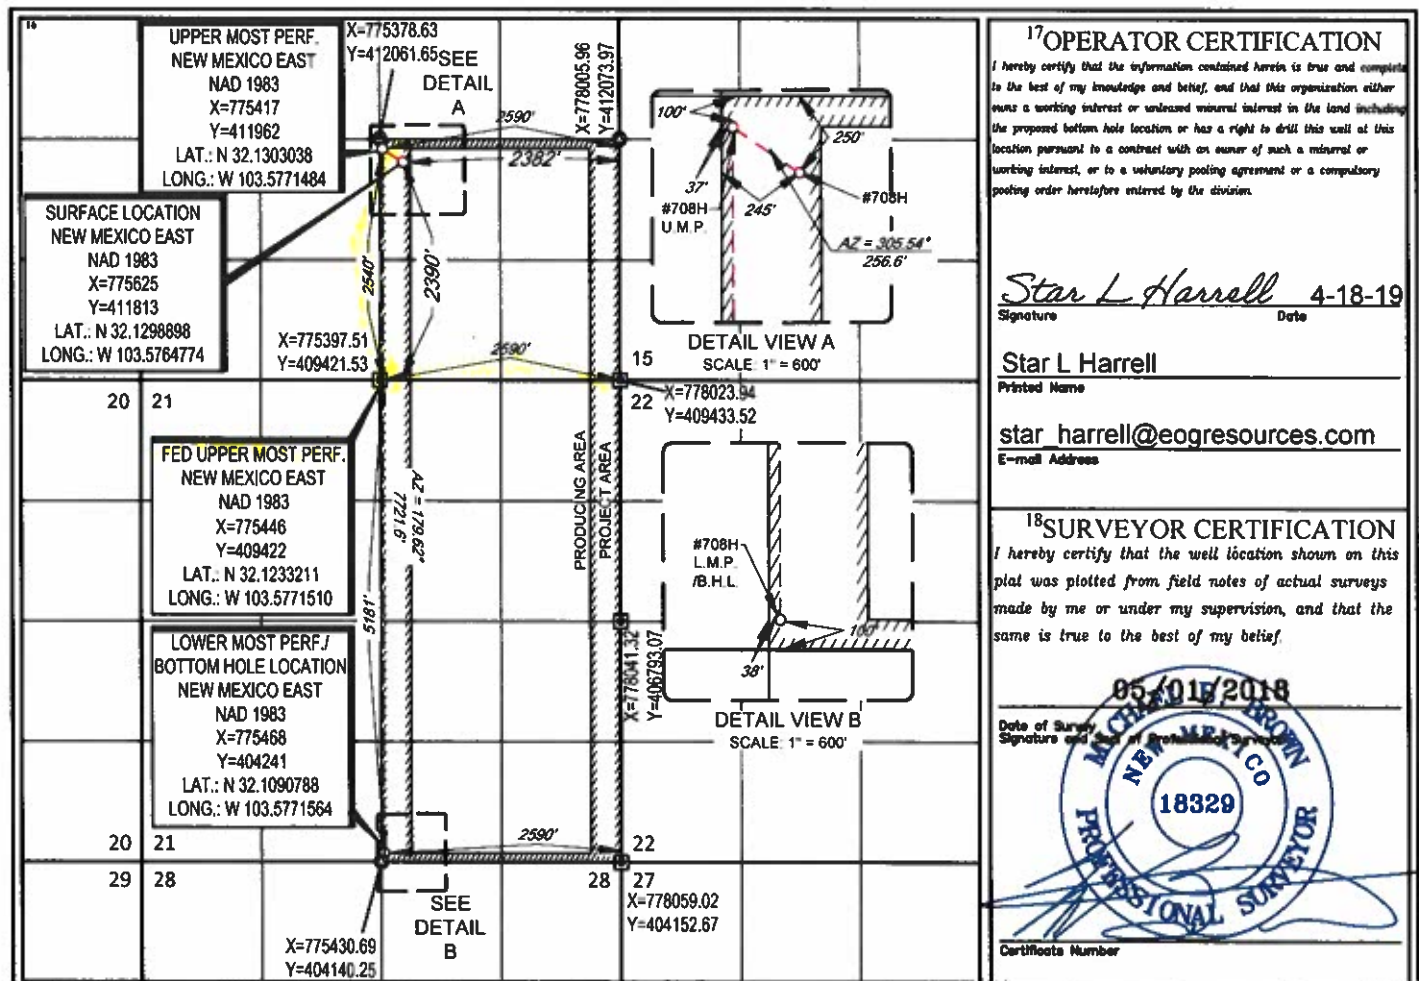 16
UPPER MOST PERF.
NEW MEXICO EAST
NAD 1983
X=775417
Y=411962
LAT.: N 32.1303038
LONG.: W 103.5771484
X=775378.63
Y=412061.65
SEE
DETAIL
A
X=778005.96
Y=412073.97
2590'
2382'
SURFACE LOCATION
NEW MEXICO EAST
NAD 1983
X=775625
Y=411813
LAT.: N 32.1298898
LONG.: W 103.5764774
2540'
2390'
X=775397.51
Y=409421.53
2590'
15
22
X=778023.94
Y=409433.52
20 21
FED UPPER MOST PERF.
NEW MEXICO EAST
NAD 1983
X=775446
Y=409422
LAT.: N 32.1233211
LONG.: W 103.5771510
AZ = 179.62°
7721.6'
PRODUCING AREA
PROJECT AREA
5181'
LOWER MOST PERF./
BOTTOM HOLE LOCATION
NEW MEXICO EAST
NAD 1983
X=775468
Y=404241
LAT.: N 32.1090788
LONG.: W 103.5771564
X=778041.32
Y=406793.07
20 21
29 28
2590'
22
28 27
SEE
DETAIL
B
X=775430.69
Y=404140.25
X=778059.02
Y=404152.67
100'
250'
37'
#708H
U.M.P.
245'
#708H
AZ = 305.54°
256.6'
DETAIL VIEW A
SCALE: 1" = 600'
#708H
L.M.P.
/B.H.L.
100'
38'
DETAIL VIEW B
SCALE: 1" = 600'
17 OPERATOR CERTIFICATION
I hereby certify that the information contained herein is true and complete
to the best of my knowledge and belief, and that this organization either
owns a working interest or unleased mineral interest in the land including
the proposed bottom hole location or has a right to drill this well at this
location pursuant to a contract with an owner of such a mineral or
working interest, or to a voluntary pooling agreement or a compulsory
pooling order heretofore entered by the division.
Star L Harrell 4-18-19
Signature Date
Star L Harrell
Printed Name
star_harrell@eogresources.com
E-mail Address
18 SURVEYOR CERTIFICATION
I hereby certify that the well location shown on this
plat was plotted from field notes of actual surveys
made by me or under my supervision, and that the
same is true to the best of my belief.
05/01/2018
Date of Survey
Signature and Seal of Professional Surveyor
MICHAEL BROWN
NEW MEXICO
18329
PROFESSIONAL SURVEYOR
Certificate Number